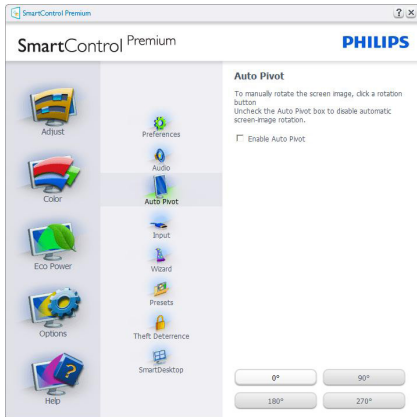 SmartControl Premium
? ×
SmartControl Premium
PHILIPS
Adjust
Color
Eco Power
Options
Help
Preferences
Audio
Auto Pivot
Input
Wizard
Presets
Theft Deterrence
SmartDesktop
Auto Pivot
To manually rotate the screen image, click a rotation
button
Uncheck the Auto Pivot box to disable automatic
screen-image rotation.
Enable Auto Pivot
0° 90°
180° 270°